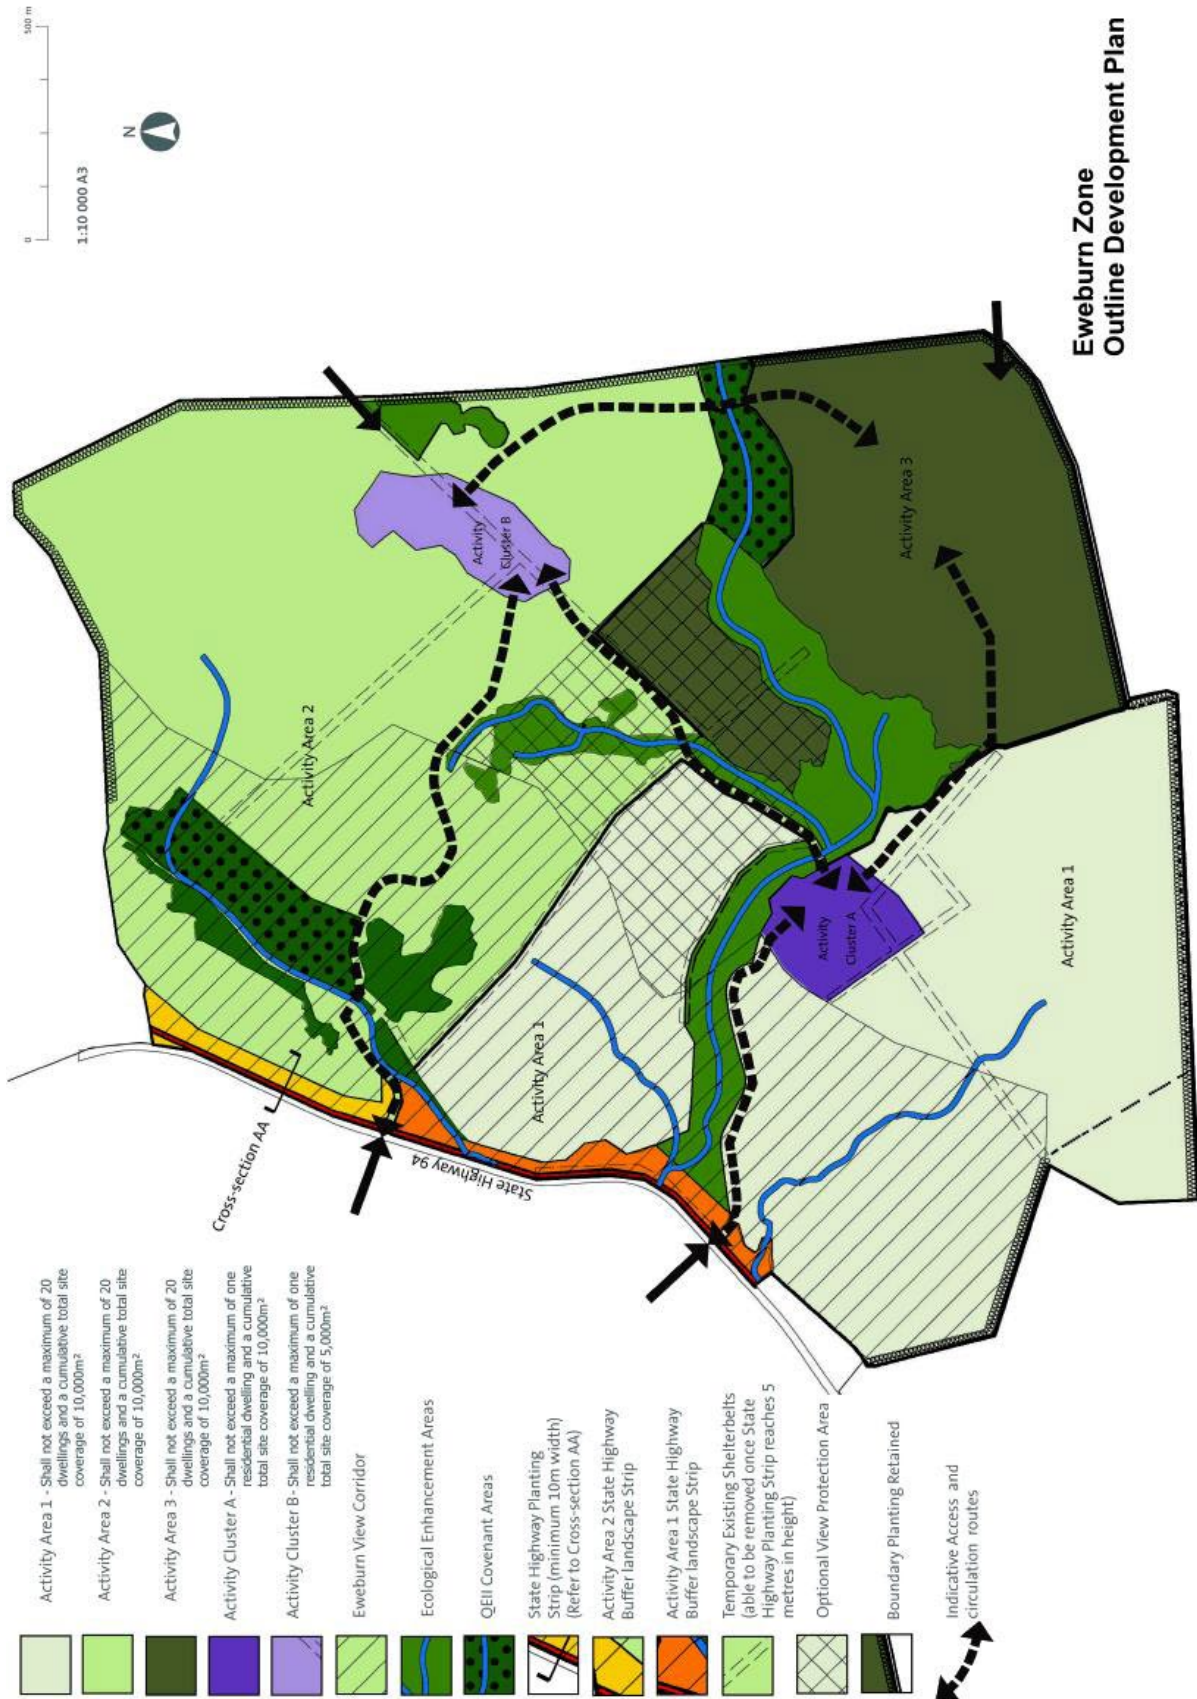 Activity Area 1 - Shall not exceed a maximum of 20
dwellings and a cumulative total site
coverage of 10,000m²
Activity Area 2 - Shall not exceed a maximum of 20
dwellings and a cumulative total site
coverage of 10,000m²
Activity Area 3 - Shall not exceed a maximum of 20
dwellings and a cumulative total site
coverage of 10,000m²
Activity Cluster A - Shall not exceed a maximum of one
residential dwelling and a cumulative
total site coverage of 10,000m²
Activity Cluster B - Shall not exceed a maximum of one
residential dwelling and a cumulative
total site coverage of 5,000m²
Eweburn View Corridor
Ecological Enhancement Areas
QEII Covenant Areas
State Highway Planting
Strip (minimum 10m width)
(Refer to Cross-section AA)
Activity Area 2 State Highway
Buffer landscape Strip
Activity Area 1 State Highway
Buffer landscape Strip
Temporary Existing Shelterbelts
(able to be removed once State
Highway Planting Strip reaches 5
metres in height)
Optional View Protection Area
Boundary Planting Retained
Indicative Access and
circulation routes
Cross-section AA
State Highway 94
Activity Area 2
Activity Area 1
Activity
Cluster B
Activity
Cluster A
Activity Area 3
Activity Area 1
0
500 m
1:10 000 A3
N
Eweburn Zone
Outline Development Plan